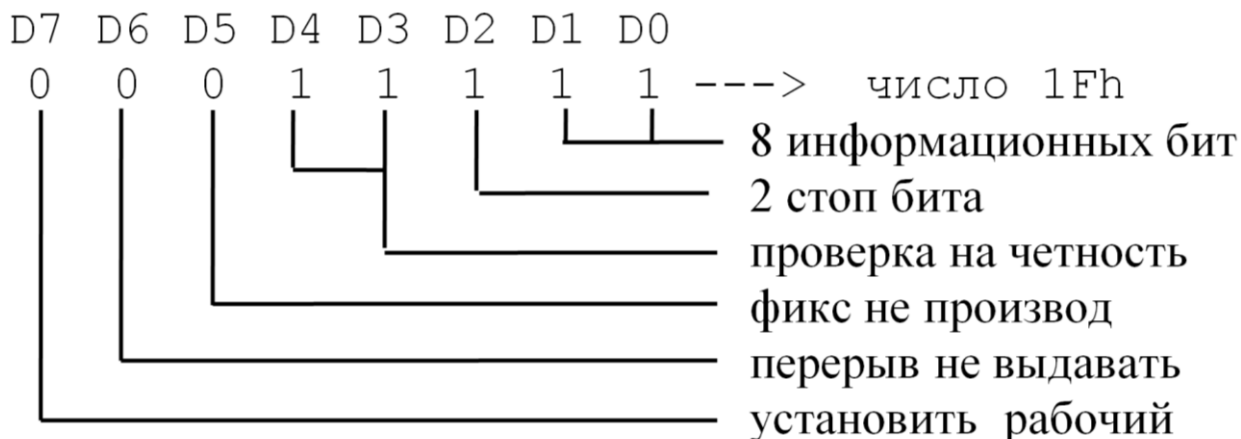 D7 D6 D5 D4 D3 D2 D1 D0
0 0 0 1 1 1 1 1 ---> число 1Fh
8 информационных бит
2 стоп бита
проверка на четность
фикс не производ
перерыв не выдавать
установить рабочий